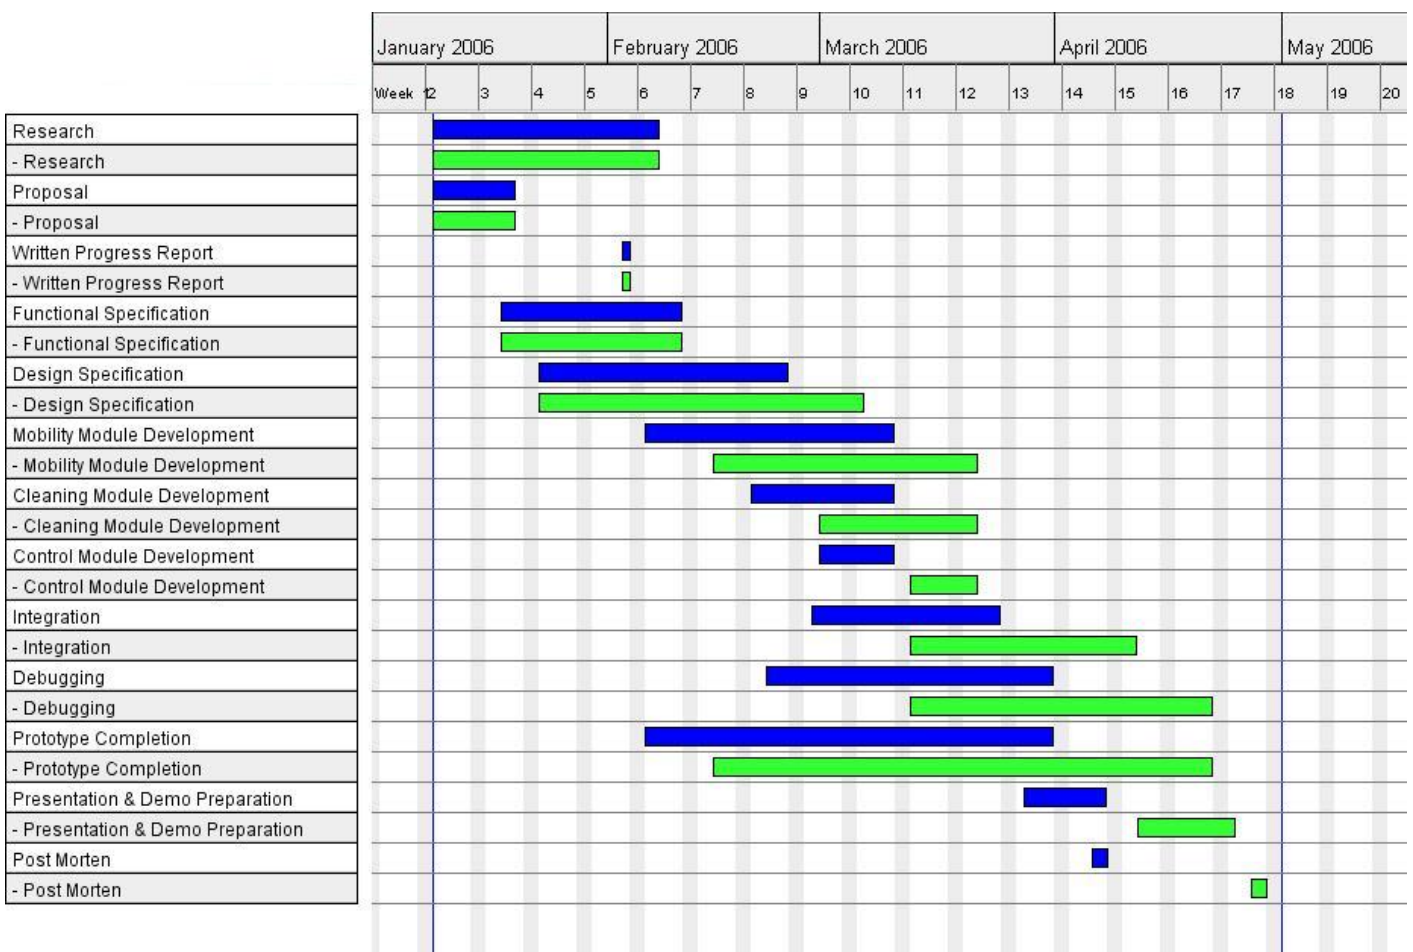 January 2006 February 2006 March 2006 April 2006 May 2006
Week 12 3 4 5 6 7 8 9 10 11 12 13 14 15 16 17 18 19 20
Research
- Research
Proposal
- Proposal
Written Progress Report
- Written Progress Report
Functional Specification
- Functional Specification
Design Specification
- Design Specification
Mobility Module Development
- Mobility Module Development
Cleaning Module Development
- Cleaning Module Development
Control Module Development
- Control Module Development
Integration
- Integration
Debugging
- Debugging
Prototype Completion
- Prototype Completion
Presentation & Demo Preparation
- Presentation & Demo Preparation
Post Morten
- Post Morten